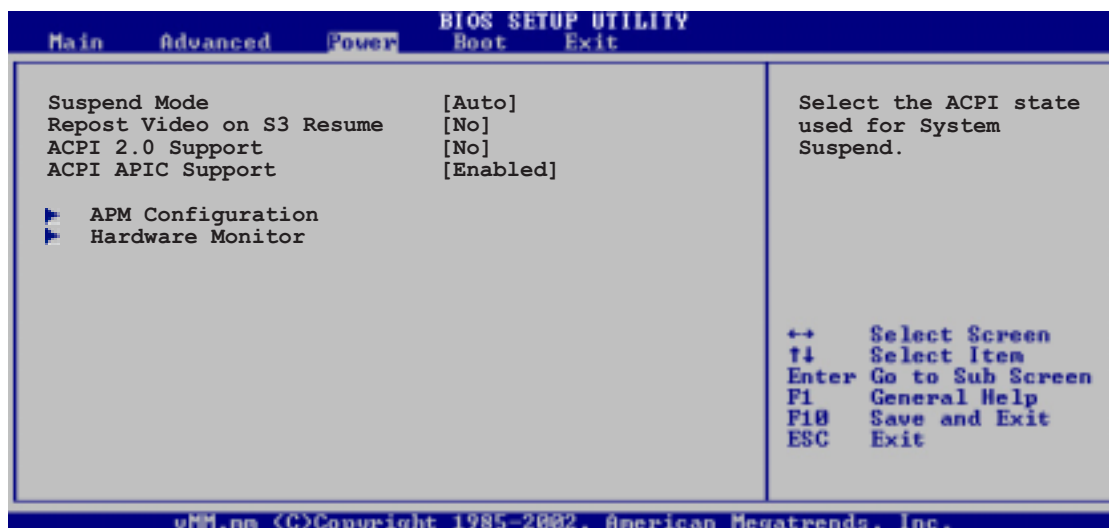 BIOS SETUP UTILITY
Main Advanced Power Boot Exit
Suspend Mode [Auto]
Repost Video on S3 Resume [No]
ACPI 2.0 Support [No]
ACPI APIC Support [Enabled]
APM Configuration
Hardware Monitor
Select the ACPI state
used for System
Suspend.
←→ Select Screen
↑↓ Select Item
Enter Go to Sub Screen
F1 General Help
F10 Save and Exit
ESC Exit
vMM.nn (C)Copyright 1985-2002, American Megatrends, Inc.